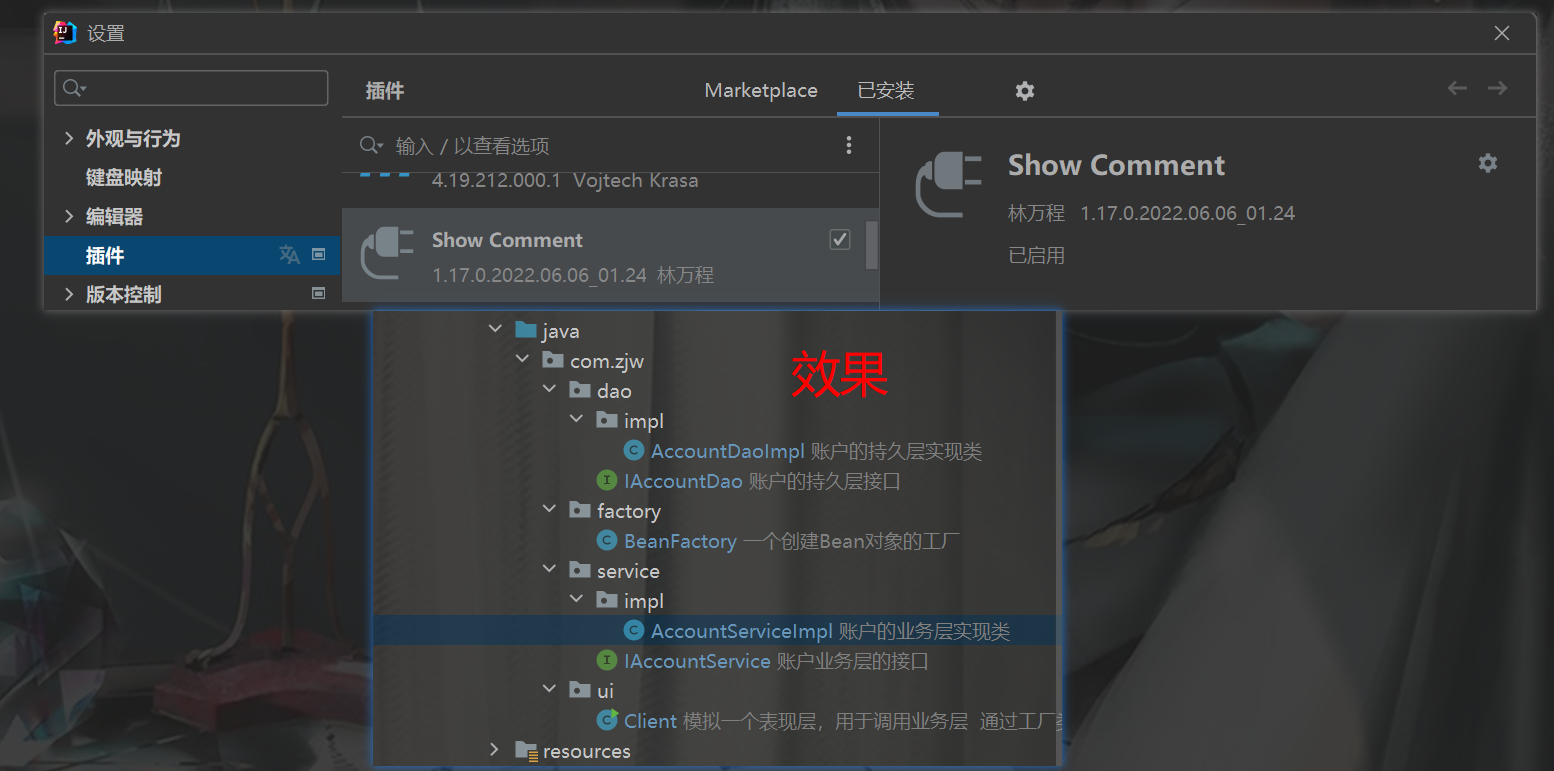 设置
插件 Marketplace 已安装
外观与行为
键盘映射
编辑器
插件
版本控制
输入 / 以查看选项
4.19.212.000.1 Vojtech Krasa
Show Comment
1.17.0.2022.06.06_01.24 林万程
Show Comment
林万程 1.17.0.2022.06.06_01.24
已启用
效果
java
com.zjw
dao
impl
AccountDaoImpl 账户的持久层实现类
IAccountDao 账户的持久层接口
factory
BeanFactory 一个创建Bean对象的工厂
service
impl
AccountServiceImpl 账户的业务层实现类
IAccountService 账户业务层的接口
ui
Client 模拟一个表现层，用于调用业务层 通过工厂
resources